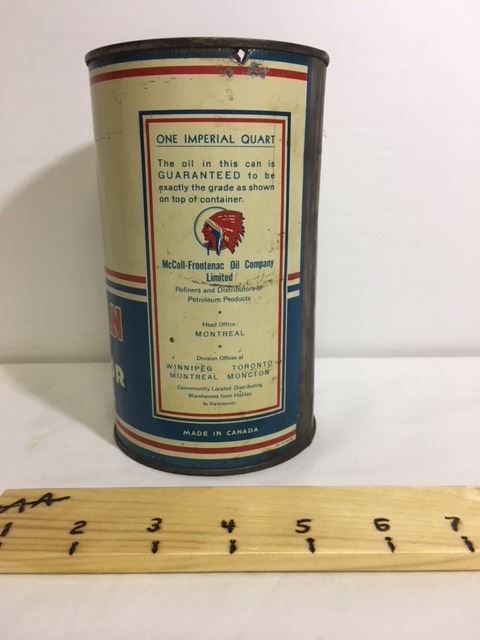 ONE IMPERIAL QUART
The oil in this can is
GUARANTEED to be
exactly the grade as shown
on top of container.
McColl-Frontenac Oil Company
Limited
Refiners and Distributors of
Petroleum Products
Head Office:
MONTREAL
Division Offices at
WINNIPEG TORONTO
MONTREAL MONCTON
Conveniently Located Distributing
Warehouses from Halifax
to Vancouver.
MADE IN CANADA
N
R
AA
1 2 3 4 5 6 7